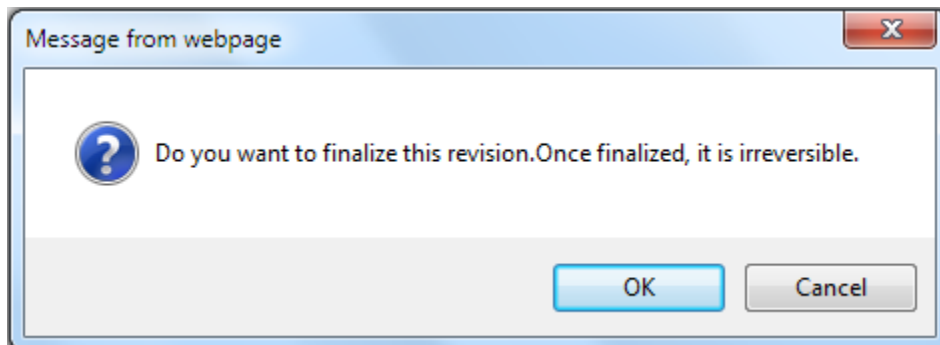 Message from webpage
Do you want to finalize this revision.Once finalized, it is irreversible.
OK
Cancel